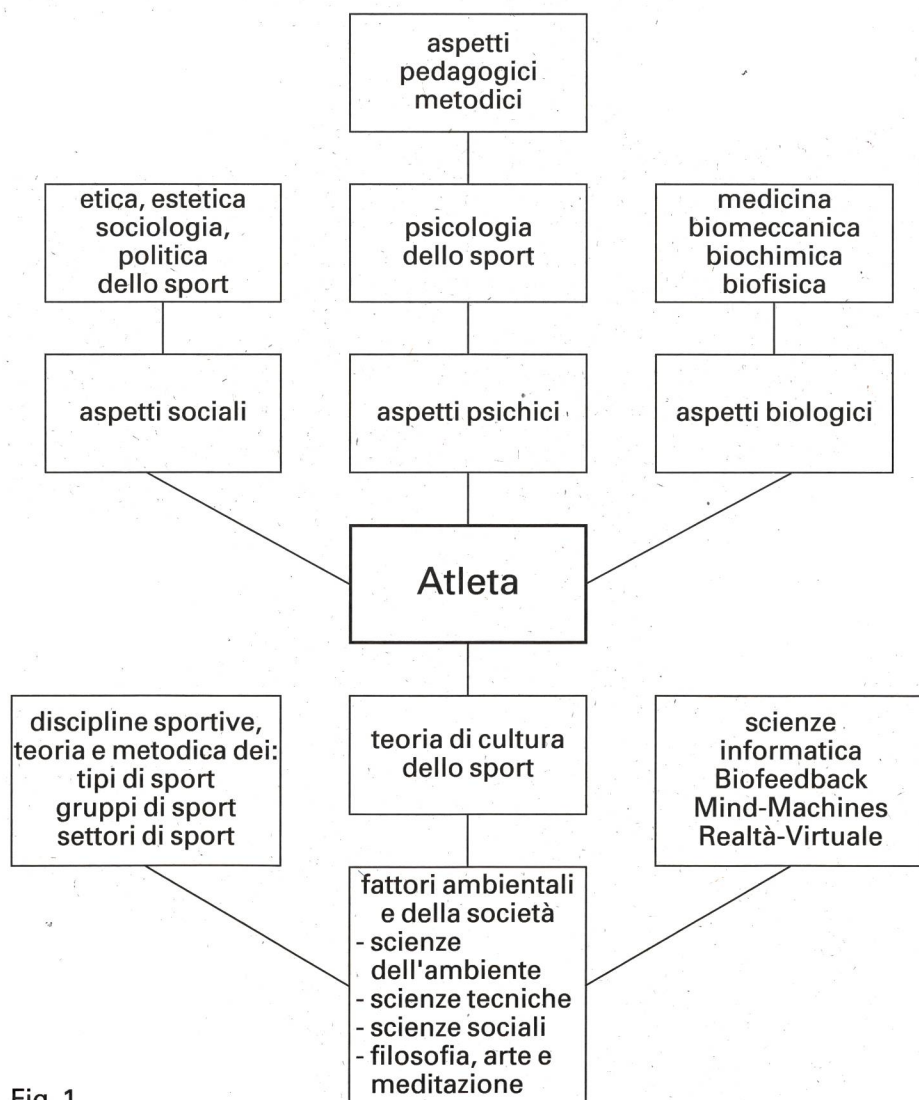 aspetti
pedagogici
metodici
etica, estetica
sociologia,
politica
dello sport
psicologia
dello sport
medicina
biomeccanica
biochimica
biofisica
aspetti sociali
aspetti psichici
aspetti biologici
Atleta
discipline sportive,
teoria e metodica dei:
tipi di sport
gruppi di sport
settori di sport
teoria di cultura
dello sport
scienze
informatica
Biofeedback
Mind-Machines
Realtà-Virtuale
fattori ambientali
e della società
- scienze
dell'ambiente
- scienze tecniche
- scienze sociali
- filosofia, arte e
meditazione
Fig. 1